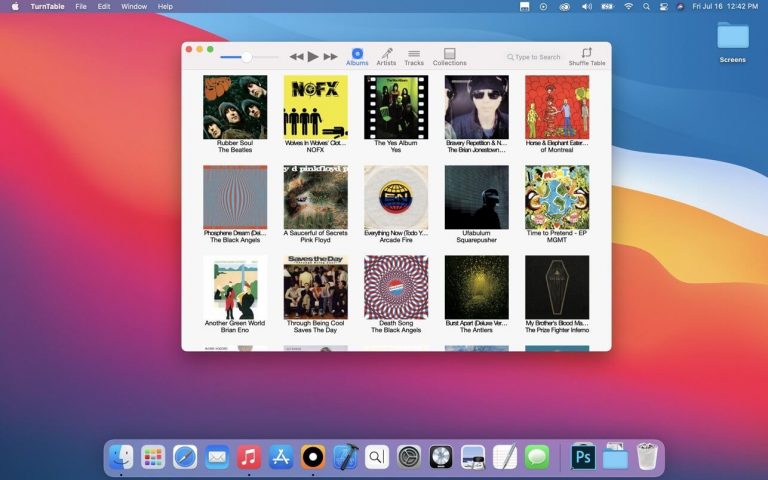 TurnTable File Edit Window Help Fri Jul 16 12:42 PM
Screens
Type to Search
Albums Artists Tracks Collections Shuffle Table
NOFX
Rubber Soul Wolves In Wolves' Clot... The Yes Album Bravery Repetition & N... Horse & Elephant Eater...
The Beatles NOFX Yes The Brian Jonestown... of Montreal
MGMT
Phosphene Dream (Del... A Saucerful of Secrets Everything Now (Todo Y... Ufabulum Time to Pretend - EP
The Black Angels Pink Floyd Arcade Fire Squarepusher MGMT
Saves the Day
Another Green World Through Being Cool Death Song Burst Apart (Deluxe Ver... My Brother's Blood Ma...
Brian Eno Saves The Day The Black Angels The Antlers The Prize Fighter Inferno
Ps